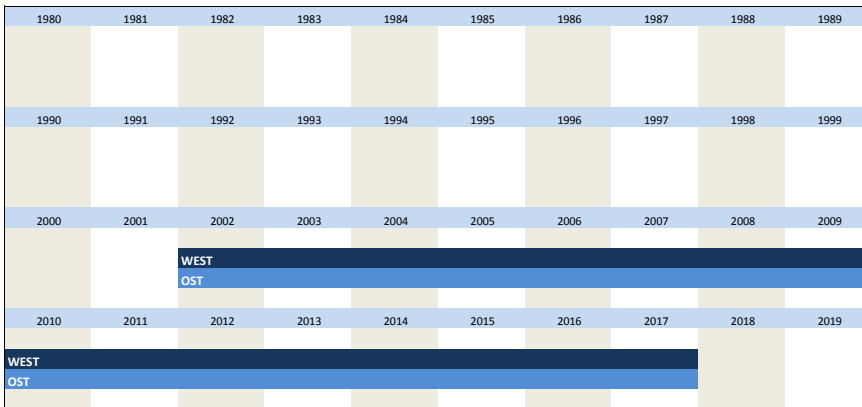 1980 1981 1982 1983 1984 1985 1986 1987 1988 1989
1990 1991 1992 1993 1994 1995 1996 1997 1998 1999
2000 2001 2002 2003 2004 2005 2006 2007 2008 2009
WEST
OST
2010 2011 2012 2013 2014 2015 2016 2017 2018 2019
WEST
OST